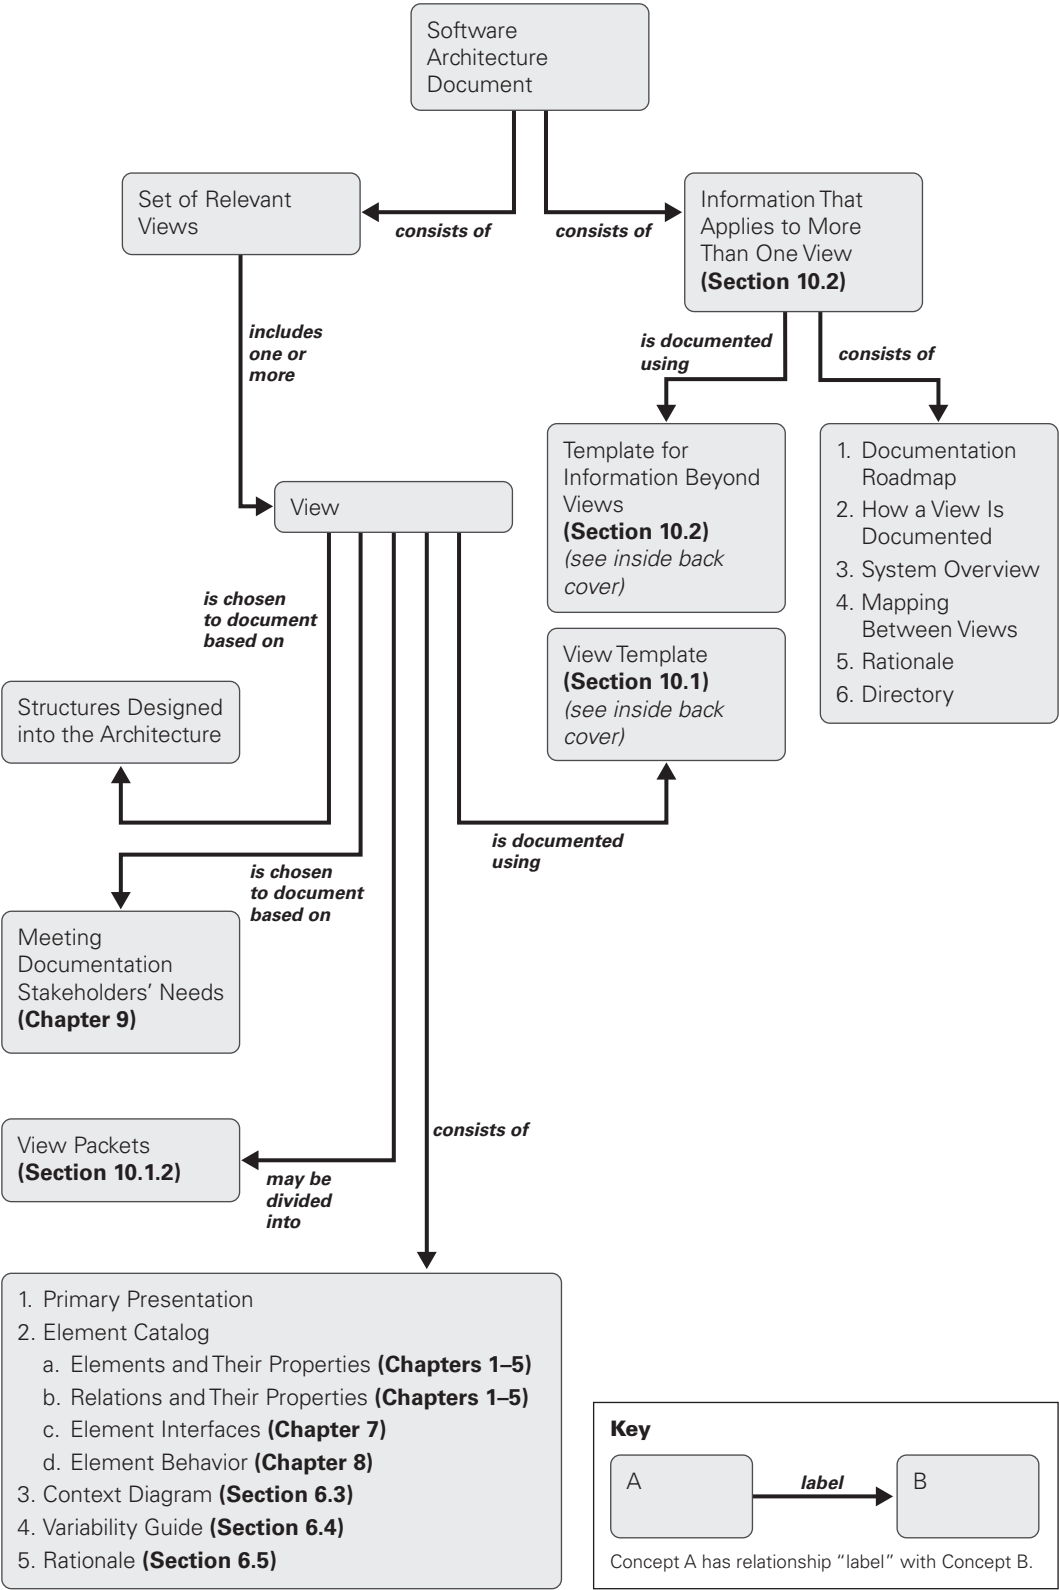 Software
Architecture
Document
Set of Relevant
Views
consists of
consists of
Information That
Applies to More
Than One View
(Section 10.2)
includes
one or
more
is documented
using
consists of
Template for
Information Beyond
Views
(Section 10.2)
(see inside back
cover)
1. Documentation
Roadmap
2. How a View Is
Documented
3. System Overview
4. Mapping
Between Views
5. Rationale
6. Directory
View
is chosen
to document
based on
View Template
(Section 10.1)
(see inside back
cover)
Structures Designed
into the Architecture
is documented
using
is chosen
to document
based on
Meeting
Documentation
Stakeholders’ Needs
(Chapter 9)
consists of
View Packets
(Section 10.1.2)
may be
divided
into
1. Primary Presentation
2. Element Catalog
a. Elements and Their Properties (Chapters 1–5)
b. Relations and Their Properties (Chapters 1–5)
c. Element Interfaces (Chapter 7)
d. Element Behavior (Chapter 8)
3. Context Diagram (Section 6.3)
4. Variability Guide (Section 6.4)
5. Rationale (Section 6.5)
Key
A
label
B
Concept A has relationship “label” with Concept B.